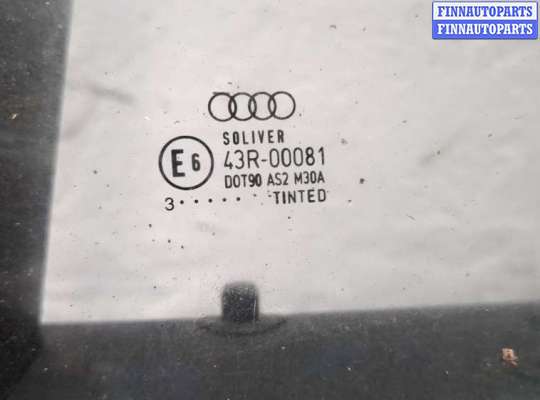 FINNAUTOPARTS
FINNAUTOPARTS
SOLIVER
E6 43R-00081
DOT90 AS2 M30A
3 ····· TINTED